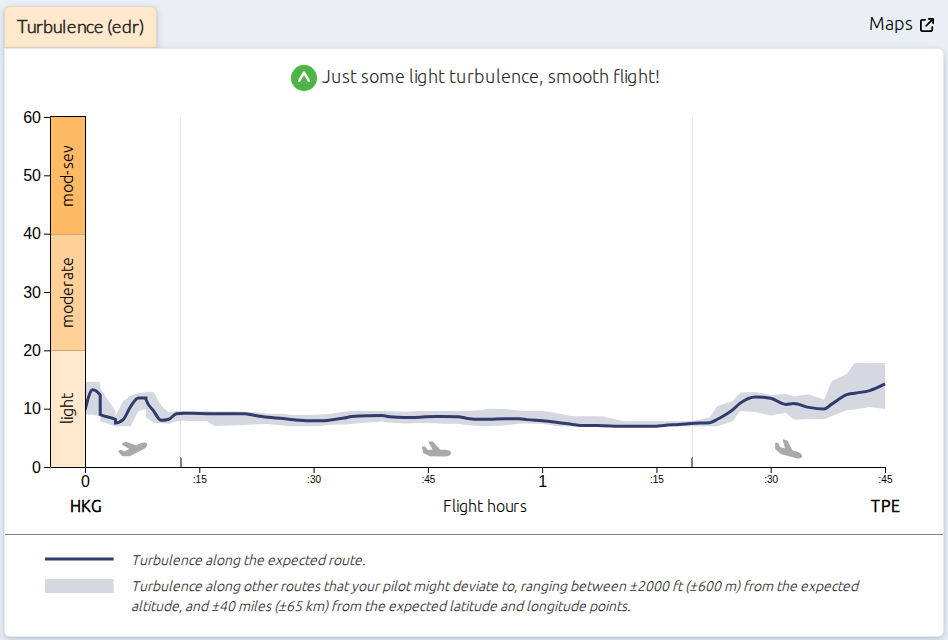 Turbulence (edr)
Maps
Just some light turbulence, smooth flight!
60
50
40
30
20
10
0
mod-sev
moderate
light
0
:15
:30
:45
1
:15
:30
:45
HKG
Flight hours
TPE
Turbulence along the expected route.
Turbulence along other routes that your pilot might deviate to, ranging between ±2000 ft (±600 m) from the expected
altitude, and ±40 miles (±65 km) from the expected latitude and longitude points.